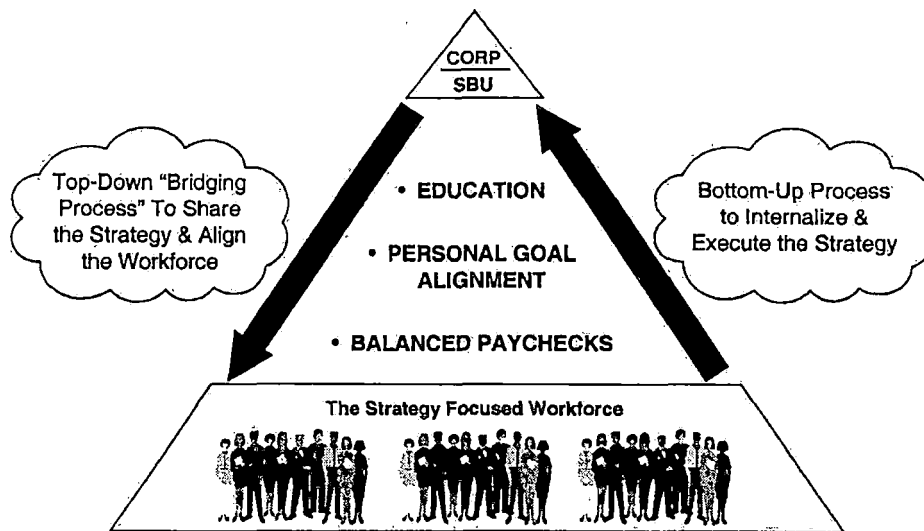 CORP
SBU
Top-Down "Bridging
Process" To Share
the Strategy & Align
the Workforce
• EDUCATION
• PERSONAL GOAL
ALIGNMENT
• BALANCED PAYCHECKS
Bottom-Up Process
to Internalize &
Execute the Strategy
The Strategy Focused Workforce